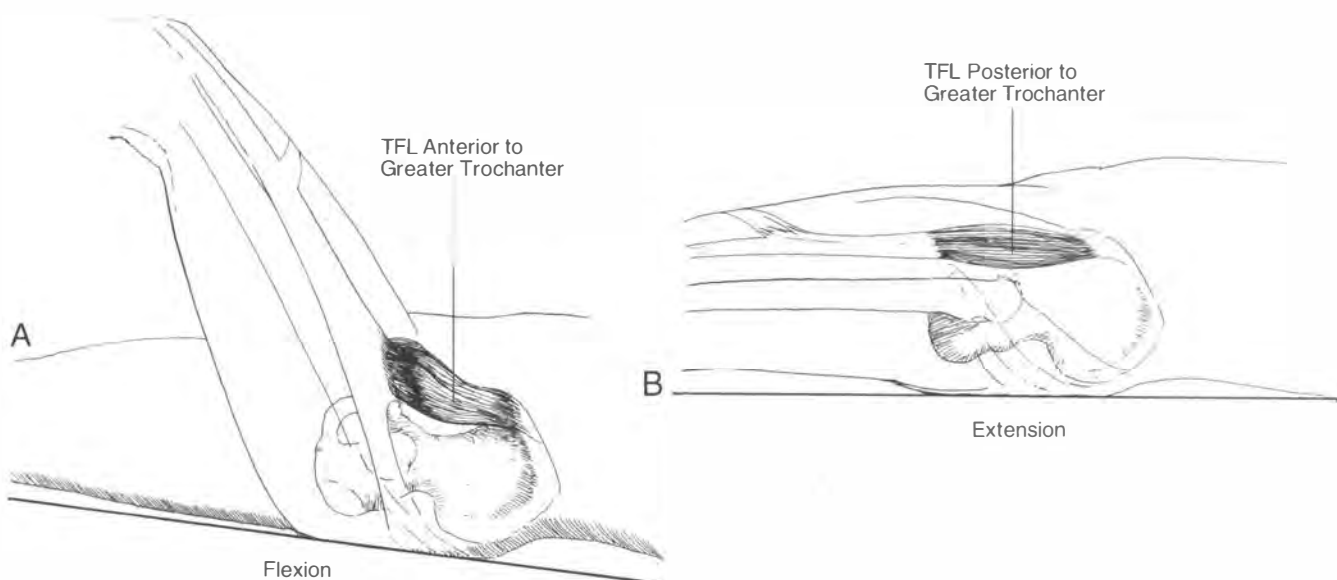 TFL Anterior to
Greater Trochanter
A
Flexion
TFL Posterior to
Greater Trochanter
B
Extension